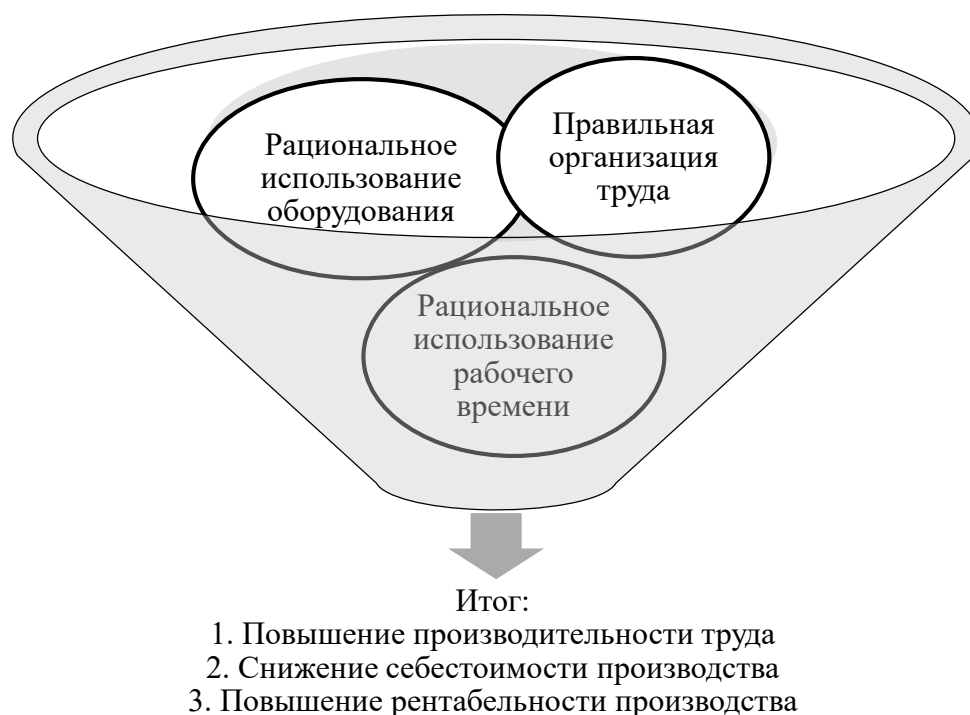 Рациональное
использование
оборудования
Правильная
организация
труда
Рациональное
использование
рабочего
времени
Итог:
1. Повышение производительности труда
2. Снижение себестоимости производства
3. Повышение рентабельности производства